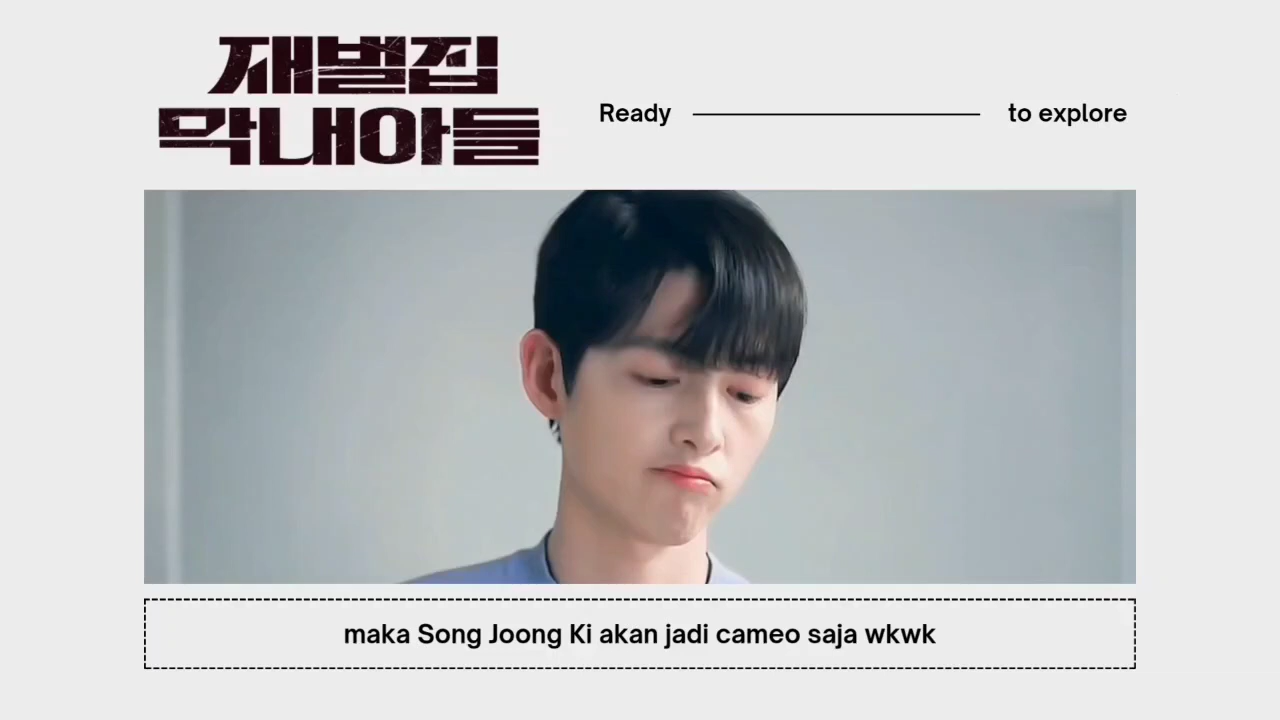 재벌집
막내아들
Ready
to explore
maka Song Joong Ki akan jadi cameo saja wkwk